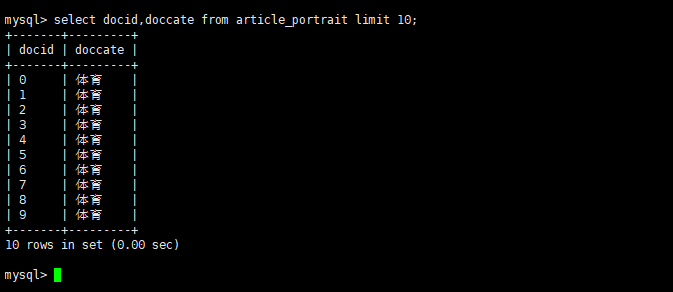 mysql> select docid,doccate from article_portrait limit 10;
+-------+---------+
| docid | doccate |
+-------+---------+
| 0     | 体育    |
| 1     | 体育    |
| 2     | 体育    |
| 3     | 体育    |
| 4     | 体育    |
| 5     | 体育    |
| 6     | 体育    |
| 7     | 体育    |
| 8     | 体育    |
| 9     | 体育    |
+-------+---------+
10 rows in set (0.00 sec)
mysql>